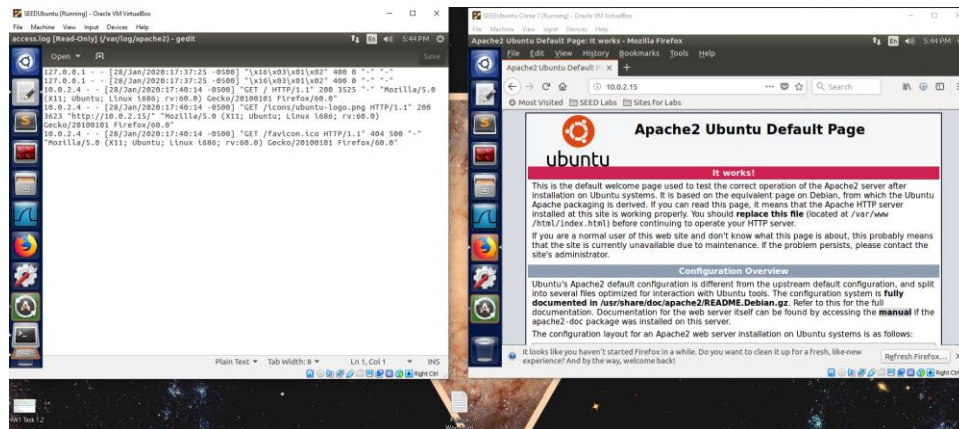 SEEDUbuntu [Running] - Oracle VM VirtualBox
File Machine View Input Devices Help
access.log [Read-Only] (/var/log/apache2) - gedit
En 5:44 PM
Open Save
127.0.0.1 - - [28/Jan/2020:17:37:25 -0500] "\x16\x03\x01\x02" 400 0 "-" "-"
127.0.0.1 - - [28/Jan/2020:17:37:25 -0500] "\x16\x03\x01\x02" 400 0 "-" "-"
10.0.2.4 - - [28/Jan/2020:17:40:14 -0500] "GET / HTTP/1.1" 200 3525 "-" "Mozilla/5.0
(X11; Ubuntu; Linux i686; rv:60.0) Gecko/20100101 Firefox/60.0"
10.0.2.4 - - [28/Jan/2020:17:40:14 -0500] "GET /icons/ubuntu-logo.png HTTP/1.1" 200
3623 "http://10.0.2.15/" "Mozilla/5.0 (X11; Ubuntu; Linux i686; rv:60.0)
Gecko/20100101 Firefox/60.0"
10.0.2.4 - - [28/Jan/2020:17:40:14 -0500] "GET /favicon.ico HTTP/1.1" 404 500 "-"
"Mozilla/5.0 (X11; Ubuntu; Linux i686; rv:60.0) Gecko/20100101 Firefox/60.0"
Plain Text Tab Width: 8 Ln 1, Col 1 INS
Right Ctrl
SEEDUbuntu Clone 1 [Running] - Oracle VM VirtualBox
File Machine View Input Devices Help
Apache2 Ubuntu Default Page: It works - Mozilla Firefox
En 5:44 PM
File Edit View History Bookmarks Tools Help
Apache2 Ubuntu Default P
10.0.2.15 Search
Most Visited SEED Labs Sites for Labs
ubuntu
Apache2 Ubuntu Default Page
It works!
This is the default welcome page used to test the correct operation of the Apache2 server after
installation on Ubuntu systems. It is based on the equivalent page on Debian, from which the Ubuntu
Apache packaging is derived. If you can read this page, it means that the Apache HTTP server
installed at this site is working properly. You should replace this file (located at /var/www
/html/index.html) before continuing to operate your HTTP server.
If you are a normal user of this web site and don't know what this page is about, this probably means
that the site is currently unavailable due to maintenance. If the problem persists, please contact the
site's administrator.
Configuration Overview
Ubuntu's Apache2 default configuration is different from the upstream default configuration, and split
into several files optimized for interaction with Ubuntu tools. The configuration system is fully
documented in /usr/share/doc/apache2/README.Debian.gz. Refer to this for the full
documentation. Documentation for the web server itself can be found by accessing the manual if the
apache2-doc package was installed on this server.
The configuration layout for an Apache2 web server installation on Ubuntu systems is as follows:
It looks like you haven't started Firefox in a while. Do you want to clean it up for a fresh, like-new
experience? And by the way, welcome back!
Refresh Firefox...
Right Ctrl
HW1 Task 1.2